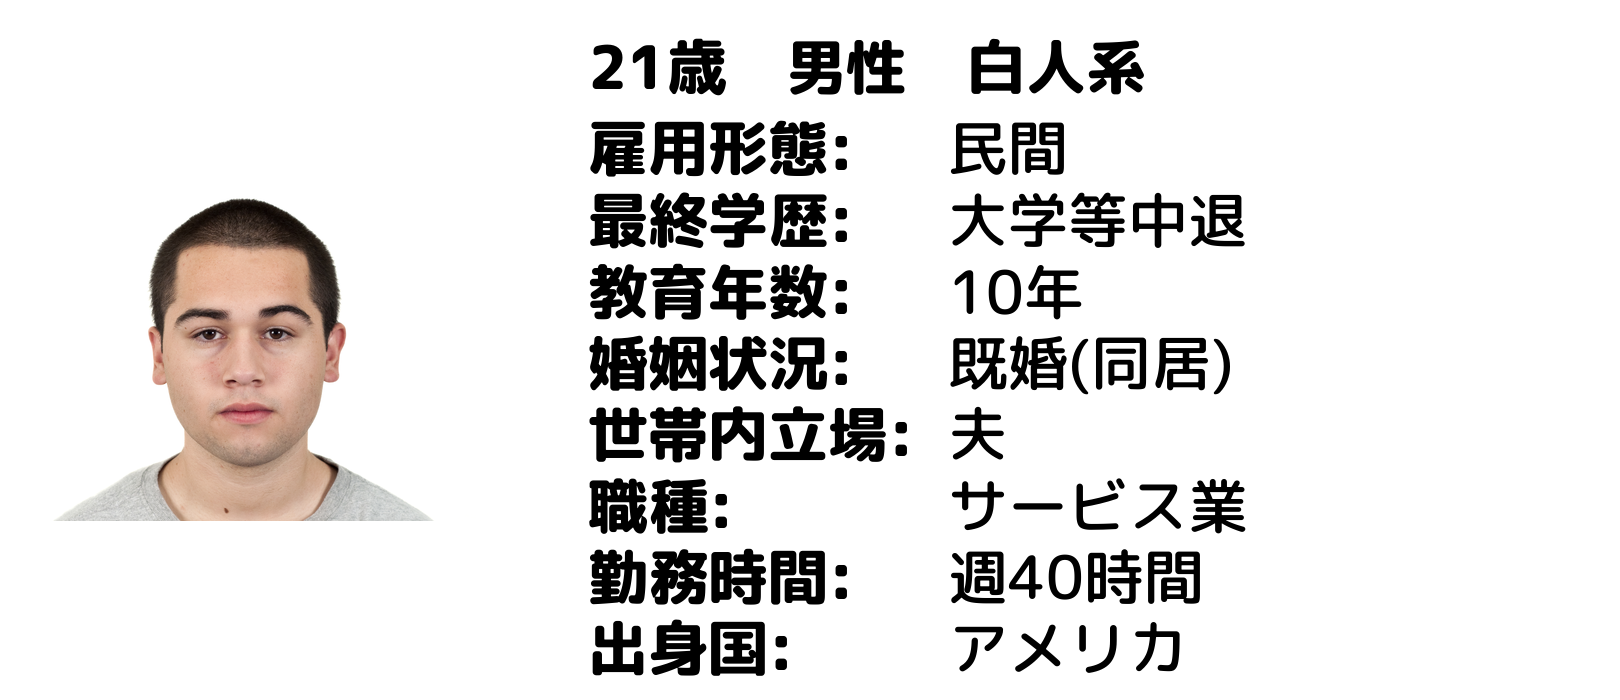 21歳　男性　白人系
雇用形態:　民間
最終学歴:　大学等中退
教育年数:　10年
婚姻状況:　既婚(同居)
世帯内立場:　夫
職種:　サービス業
勤務時間:　週40時間
出身国:　アメリカ